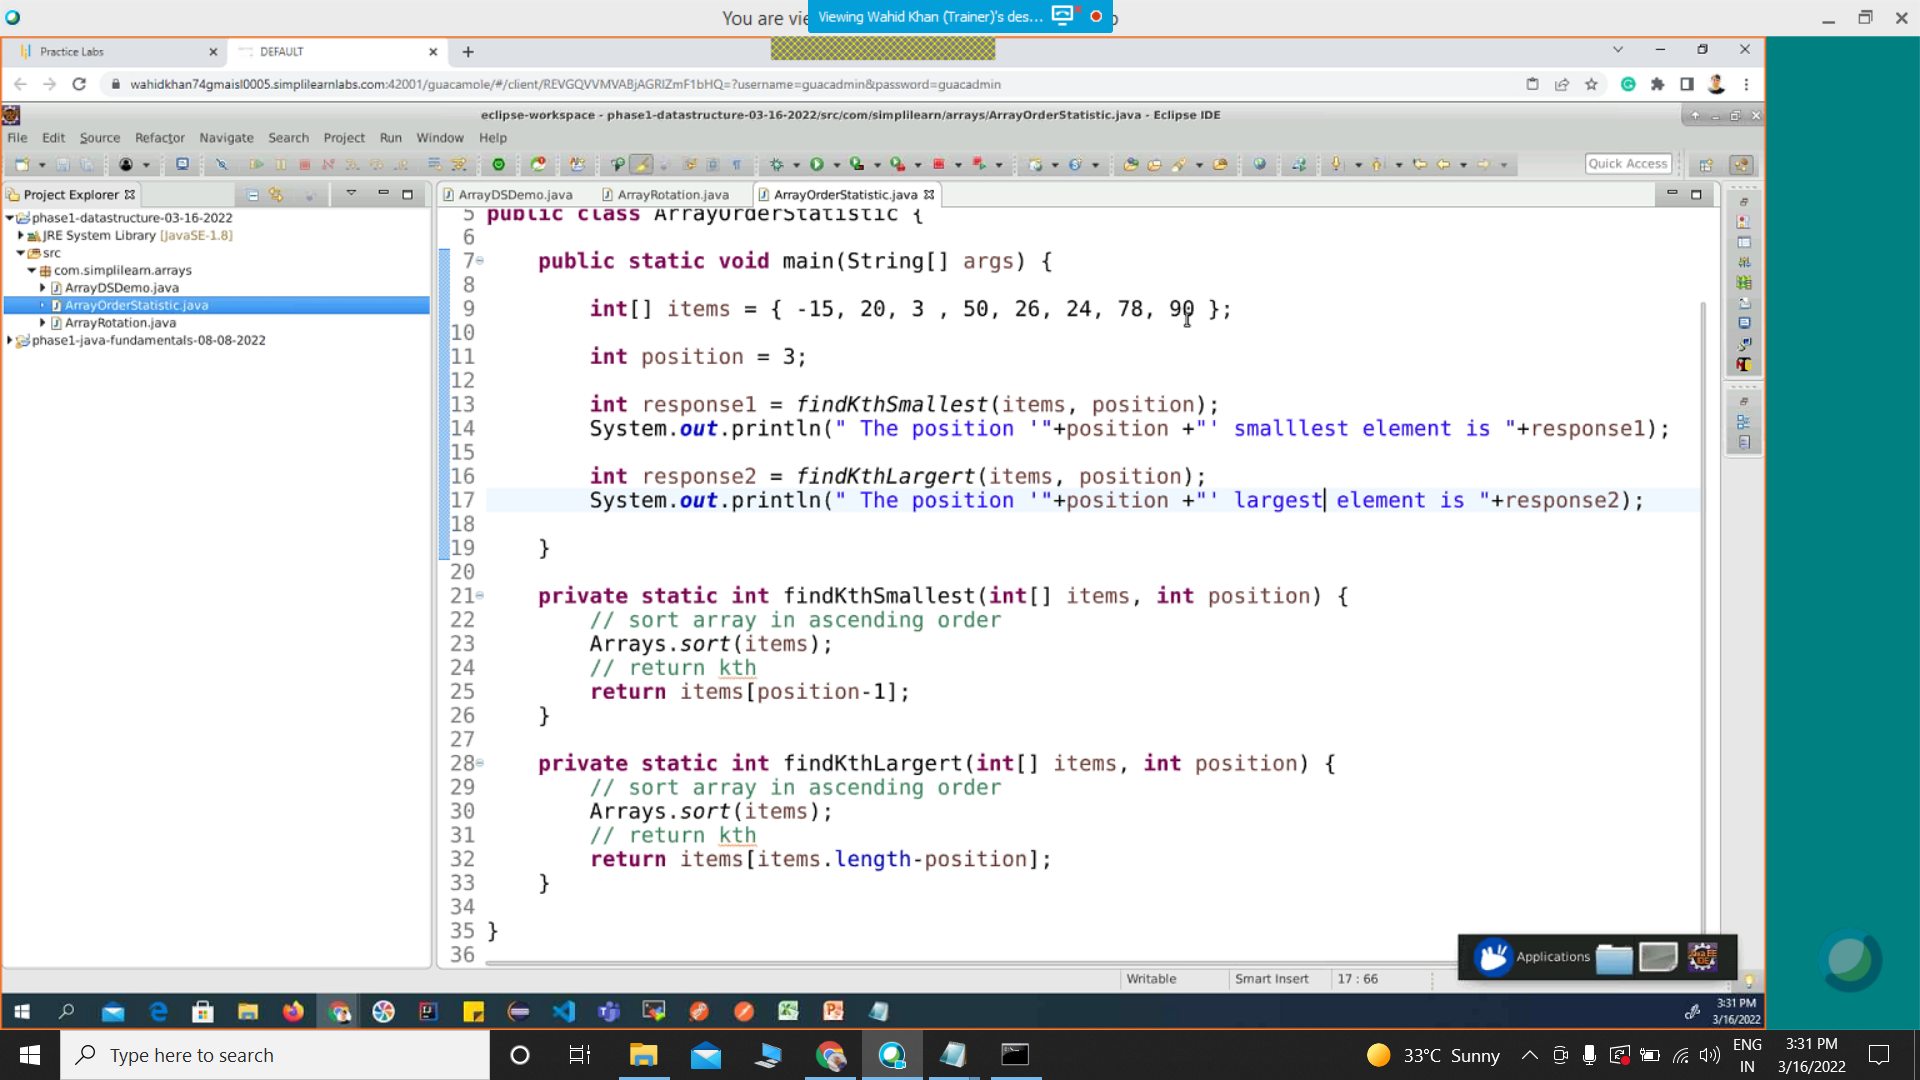 You are vie
Viewing Wahid Khan (Trainer)'s des...
Practice Labs
DEFAULT
wahidkhan74gmaisl0005.simplilearnlabs.com:42001/guacamole/#/client/REVGQVVMVABjAGRIZmF1bHQ=?username=guacadmin&password=guacadmin
eclipse-workspace - phase1-datastructure-03-16-2022/src/com/simplilearn/arrays/ArrayOrderStatistic.java - Eclipse IDE
File Edit Source Refactor Navigate Search Project Run Window Help
Quick Access
Project Explorer
ArrayDSDemo.java
ArrayRotation.java
ArrayOrderStatistic.java
phase1-datastructure-03-16-2022
JRE System Library [JavaSE-1.8]
src
com.simplilearn.arrays
ArrayDSDemo.java
ArrayOrderStatistic.java
ArrayRotation.java
phase1-java-fundamentals-08-08-2022
5 public class ArrayOrderStatistic {
6
7 public static void main(String[] args) {
8
9 int[] items = { -15, 20, 3 , 50, 26, 24, 78, 90 };
10
11 int position = 3;
12
13 int response1 = findKthSmallest(items, position);
14 System.out.println(" The position '"+position +"' smalllest element is "+response1);
15
16 int response2 = findKthLargert(items, position);
17 System.out.println(" The position '"+position +"' largest element is "+response2);
18
19 }
20
21 private static int findKthSmallest(int[] items, int position) {
22 // sort array in ascending order
23 Arrays.sort(items);
24 // return kth
25 return items[position-1];
26 }
27
28 private static int findKthLargert(int[] items, int position) {
29 // sort array in ascending order
30 Arrays.sort(items);
31 // return kth
32 return items[items.length-position];
33 }
34
35 }
36
Applications
Writable
Smart Insert
17 : 66
3:31 PM
3/16/2022
Type here to search
33°C Sunny
ENG
IN
3:31 PM
3/16/2022